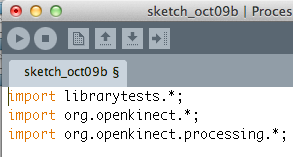 sketch_oct09b | Proces
sketch_oct09b §
import librarytests.*;
import org.openkinect.*;
import org.openkinect.processing.*;